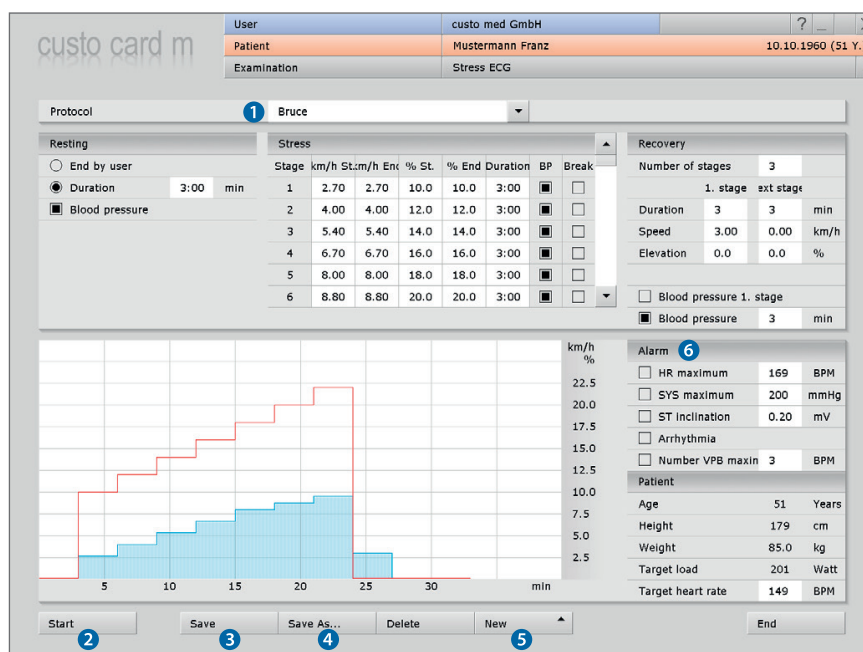 custo card m
User custo med GmbH ? _
Patient Mustermann Franz 10.10.1960 (51 Y.
Examination Stress ECG
Protocol 1 Bruce
Resting
End by user
Duration 3:00 min
Blood pressure
Stress
Stage km/h St. m/h End % St. % End Duration BP Break
1 2.70 2.70 10.0 10.0 3:00
2 4.00 4.00 12.0 12.0 3:00
3 5.40 5.40 14.0 14.0 3:00
4 6.70 6.70 16.0 16.0 3:00
5 8.00 8.00 18.0 18.0 3:00
6 8.80 8.80 20.0 20.0 3:00
Recovery
Number of stages 3
1. stage ext stage
Duration 3 3 min
Speed 3.00 0.00 km/h
Elevation 0.0 0.0 %
Blood pressure 1. stage
Blood pressure 3 min
km/h
%
22.5
20.0
17.5
15.0
12.5
10.0
7.5
5.0
2.5
5 10 15 20 25 30 min
Alarm 6
HR maximum 169 BPM
SYS maximum 200 mmHg
ST inclination 0.20 mV
Arrhythmia
Number VPB maxin 3 BPM
Patient
Age 51 Years
Height 179 cm
Weight 85.0 kg
Target load 201 Watt
Target heart rate 149 BPM
Start Save Save As... Delete New End
2 3 4 5